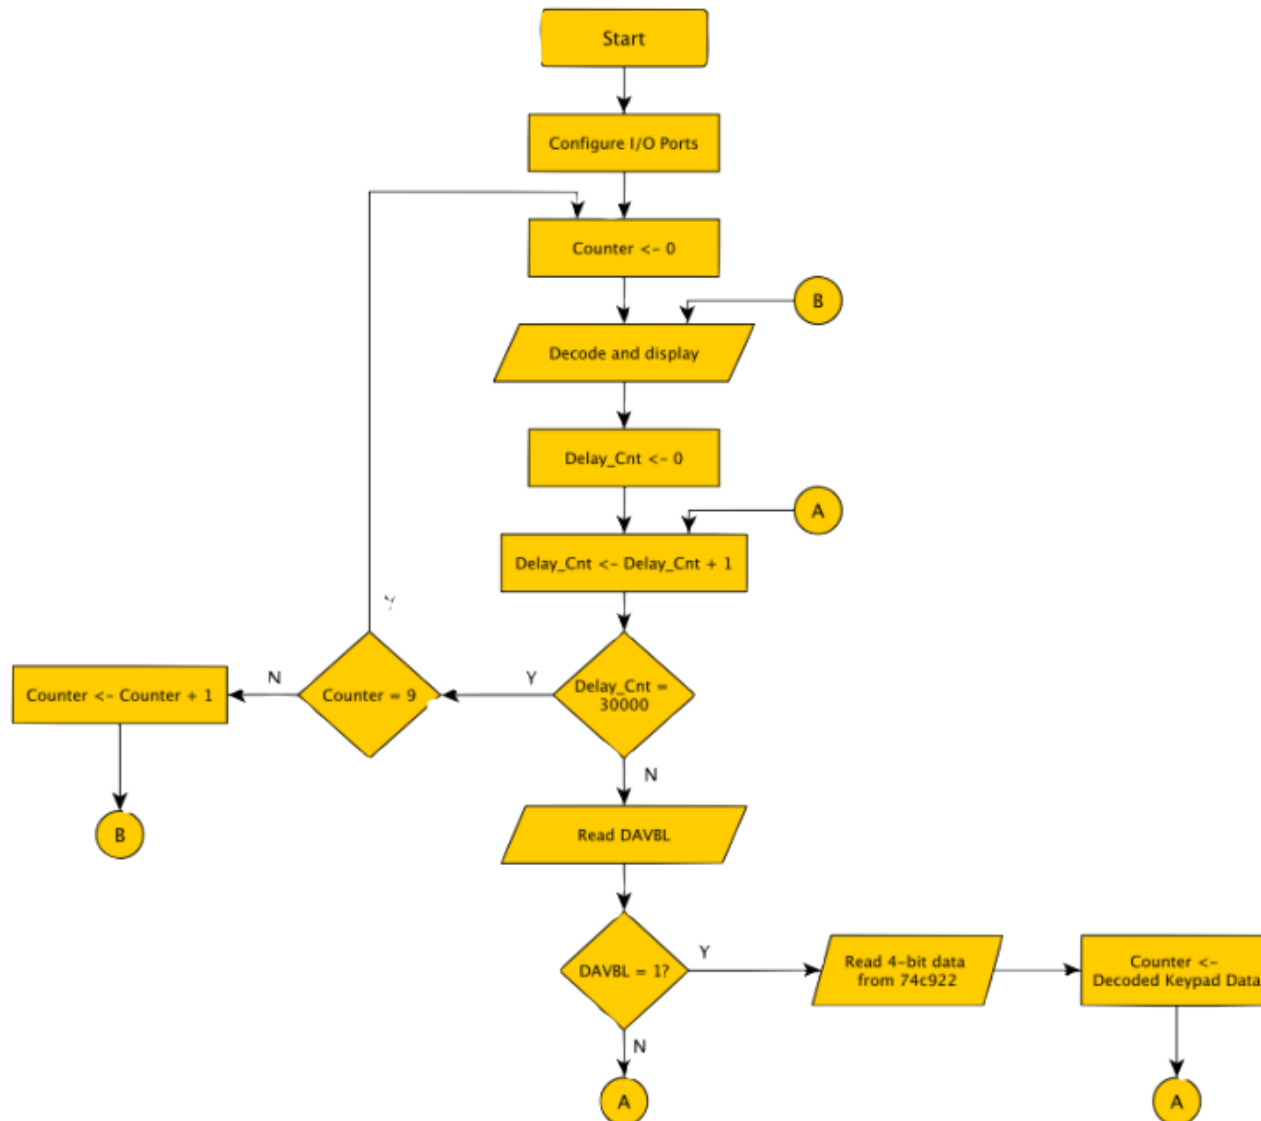 Start
Configure I/O Ports
Counter <- 0
B
Decode and display
Delay_Cnt <- 0
A
Delay_Cnt <- Delay_Cnt + 1
Y
Counter <- Counter + 1
N
Counter = 9
Y
Delay_Cnt =
30000
N
B
Read DAVBL
DAVBL = 1?
Y
Read 4-bit data
from 74c922
Counter <-
Decoded Keypad Data
N
A
A